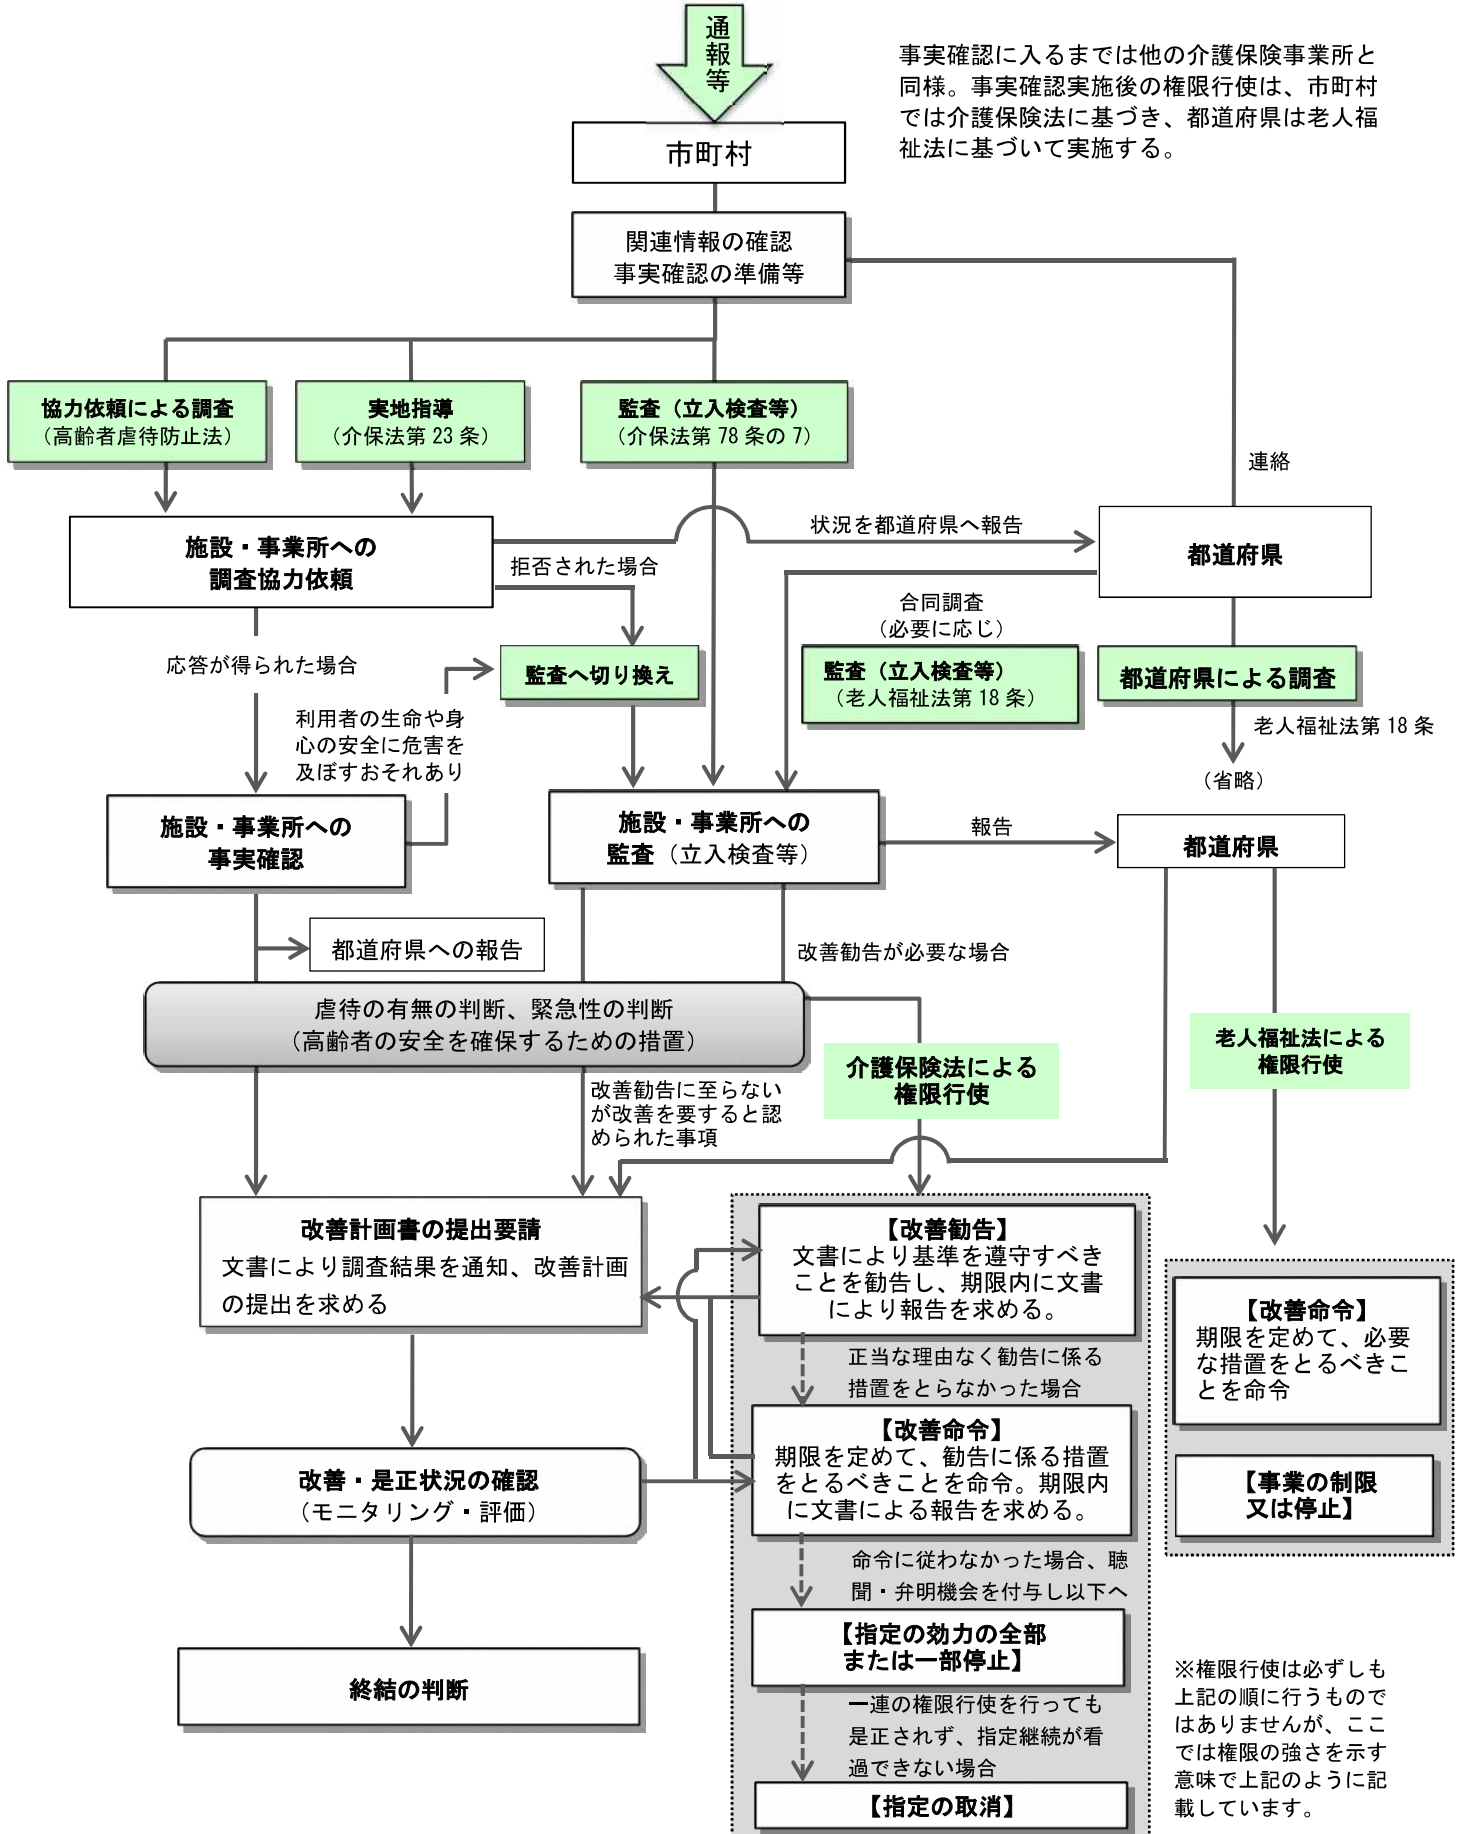 通報等
事実確認に入るまでは他の介護保険事業所と
同様。事実確認実施後の権限行使は、市町村
では介護保険法に基づき、都道府県は老人福
祉法に基づいて実施する。
市町村
関連情報の確認
事実確認の準備等
協力依頼による調査
（高齢者虐待防止法）
実地指導
（介保法第 23 条）
監査（立入検査等）
（介保法第 78 条の 7）
連絡
施設・事業所への
調査協力依頼
状況を都道府県へ報告
都道府県
拒否された場合
合同調査
（必要に応じ）
応答が得られた場合
監査へ切り換え
監査（立入検査等）
（老人福祉法第 18 条）
都道府県による調査
利用者の生命や身
心の安全に危害を
及ぼすおそれあり
老人福祉法第 18 条
（省略）
施設・事業所への
事実確認
施設・事業所への
監査（立入検査等）
報告
都道府県
都道府県への報告
改善勧告が必要な場合
虐待の有無の判断、緊急性の判断
（高齢者の安全を確保するための措置）
介護保険法による
権限行使
老人福祉法による
権限行使
改善勧告に至らない
が改善を要すると認
められた事項
改善計画書の提出要請
文書により調査結果を通知、改善計画
の提出を求める
【改善勧告】
文書により基準を遵守すべき
ことを勧告し、期限内に文書
により報告を求める。
【改善命令】
期限を定めて、必要
な措置をとるべきこ
とを命令
正当な理由なく勧告に係る
措置をとらなかった場合
【改善命令】
期限を定めて、勧告に係る措置
をとるべきことを命令。期限内
に文書による報告を求める。
改善・是正状況の確認
（モニタリング・評価）
【事業の制限
又は停止】
命令に従わなかった場合、聴
聞・弁明機会を付与し以下へ
【指定の効力の全部
または一部停止】
終結の判断
一連の権限行使を行っても
是正されず、指定継続が看
過できない場合
【指定の取消】
※権限行使は必ずしも
上記の順に行うもので
はありませんが、ここ
では権限の強さを示す
意味で上記のように記
載しています。